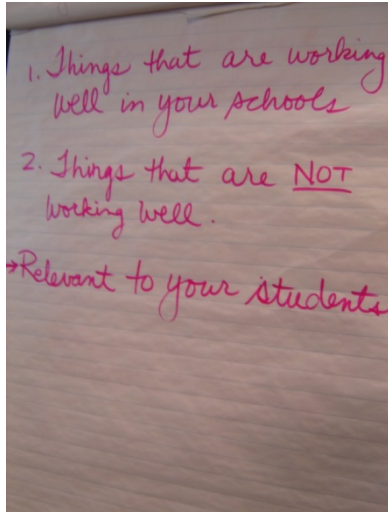 1. Things that are working
well in your schools
2. Things that are NOT
working well.
→Relevant to your students